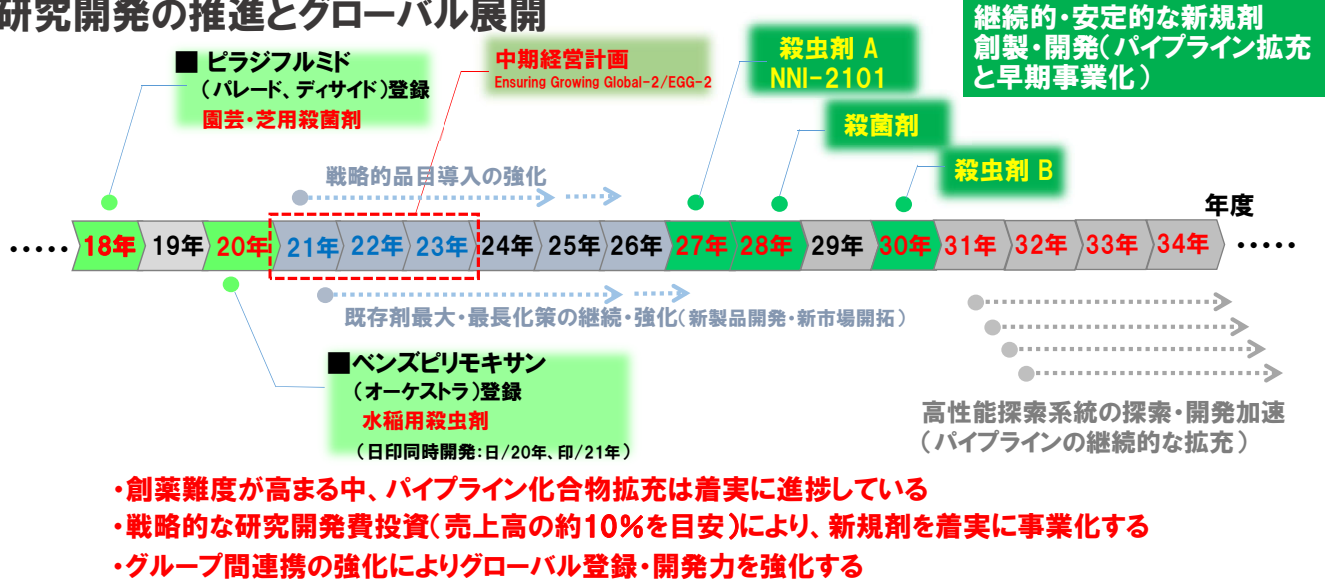 研究開発の推進とグローバル展開
継続的・安定的な新規剤
創製・開発(パイプライン拡充
と早期事業化)
■ ピラジフルミド
(パレード、ディサイド)登録
園芸・芝用殺菌剤
中期経営計画
Ensuring Growing Global-2/EGG-2
殺虫剤 A
NNI-2101
殺菌剤
殺虫剤 B
戦略的品目導入の強化
年度
18年 19年 20年 21年 22年 23年 24年 25年 26年 27年 28年 29年 30年 31年 32年 33年 34年
既存剤最大・最長化策の継続・強化(新製品開発・新市場開拓)
■ベンズピリモキサン
(オーケストラ)登録
水稲用殺虫剤
(日印同時開発:日/20年、印/21年)
高性能探索系統の探索・開発加速
(パイプラインの継続的な拡充)
・創薬難度が高まる中、パイプライン化合物拡充は着実に進捗している
・戦略的な研究開発費投資(売上高の約10%を目安)により、新規剤を着実に事業化する
・グループ間連携の強化によりグローバル登録・開発力を強化する